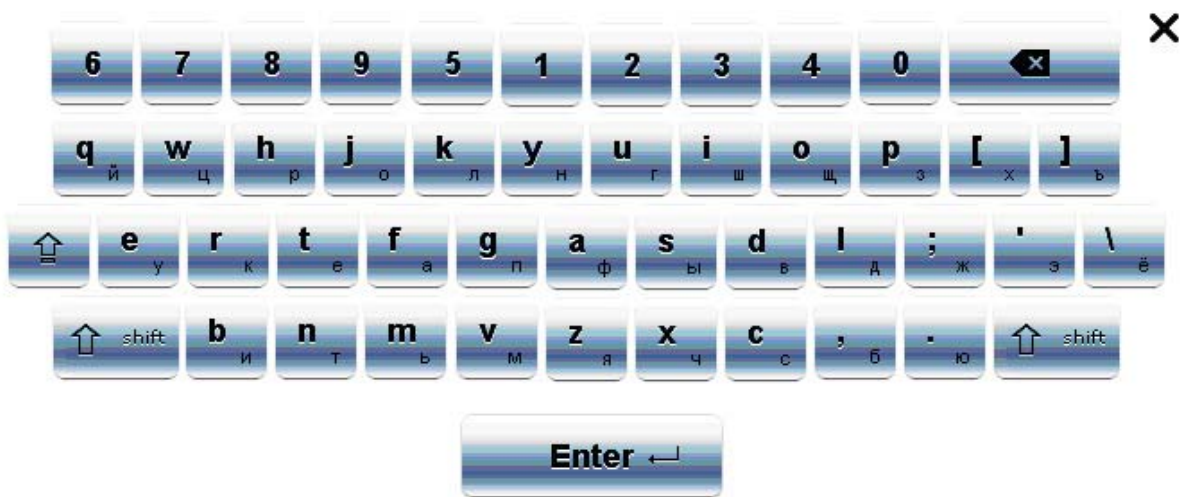 6 7 8 9 5 1 2 3 4 0
q й w ц h р j о k л y н u г i ш o щ p з [ х ] ъ
e у r к t е f а g п a ф s ы d в l д ; ж ' э \ ё
shift b и n т m ь v м z я x ч c с , б . ю shift
Enter